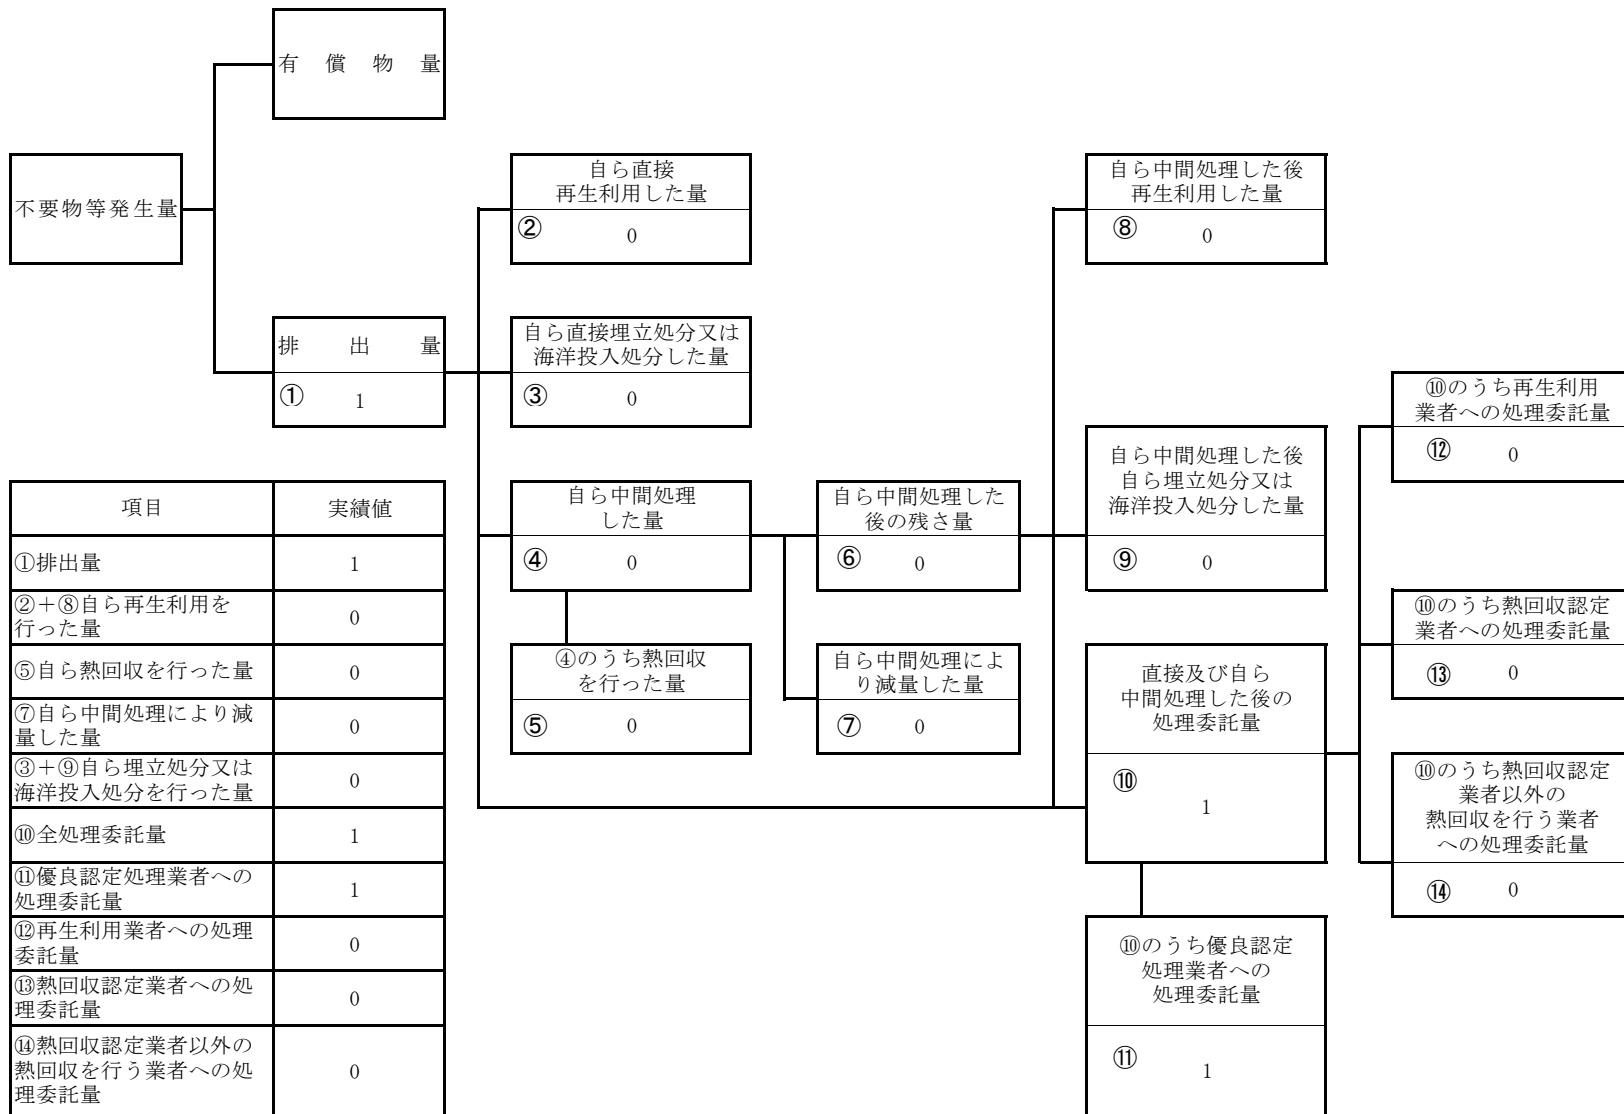 有償物量
不要物等発生量
排出量
① 1
自ら直接
再生利用した量
② 0
自ら直接埋立処分又は
海洋投入処分した量
③ 0
自ら中間処理
した量
④ 0
④のうち熱回収
を行った量
⑤ 0
自ら中間処理した
後の残さ量
⑥ 0
自ら中間処理によ
り減量した量
⑦ 0
自ら中間処理した後
再生利用した量
⑧ 0
自ら中間処理した後
自ら埋立処分又は
海洋投入処分した量
⑨ 0
直接及び自ら
中間処理した後の
処理委託量
⑩
1
⑩のうち優良認定
処理業者への
処理委託量
⑪ 1
⑩のうち再生利用
業者への処理委託量
⑫ 0
⑩のうち熱回収認定
業者への処理委託量
⑬ 0
⑩のうち熱回収認定
業者以外の
熱回収を行う業者
への処理委託量
⑭ 0
項目 実績値
①排出量 1
②+⑧自ら再生利用を
行った量 0
⑤自ら熱回収を行った量 0
⑦自ら中間処理により減
量した量 0
③+⑨自ら埋立処分又は
海洋投入処分を行った量 0
⑩全処理委託量 1
⑪優良認定処理業者への
処理委託量 1
⑫再生利用業者への処理
委託量 0
⑬熱回収認定業者への処
理委託量 0
⑭熱回収認定業者以外の
熱回収を行う業者への処
理委託量 0